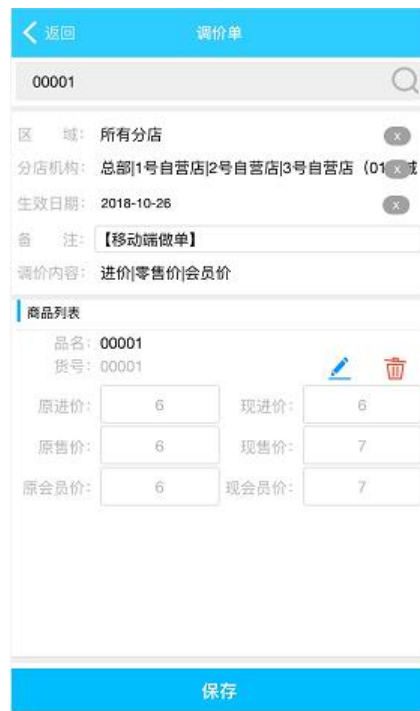 返回 调价单
00001
区 域: 所有分店 x
分店机构: 总部|1号自营店|2号自营店|3号自营店（01 x
生效日期: 2018-10-26 x
备 注: 【移动端做单】
调价内容: 进价|零售价|会员价
商品列表
品名: 00001
货号: 00001
原进价: 6 现进价: 6
原售价: 6 现售价: 7
原会员价: 6 现会员价: 7
保存